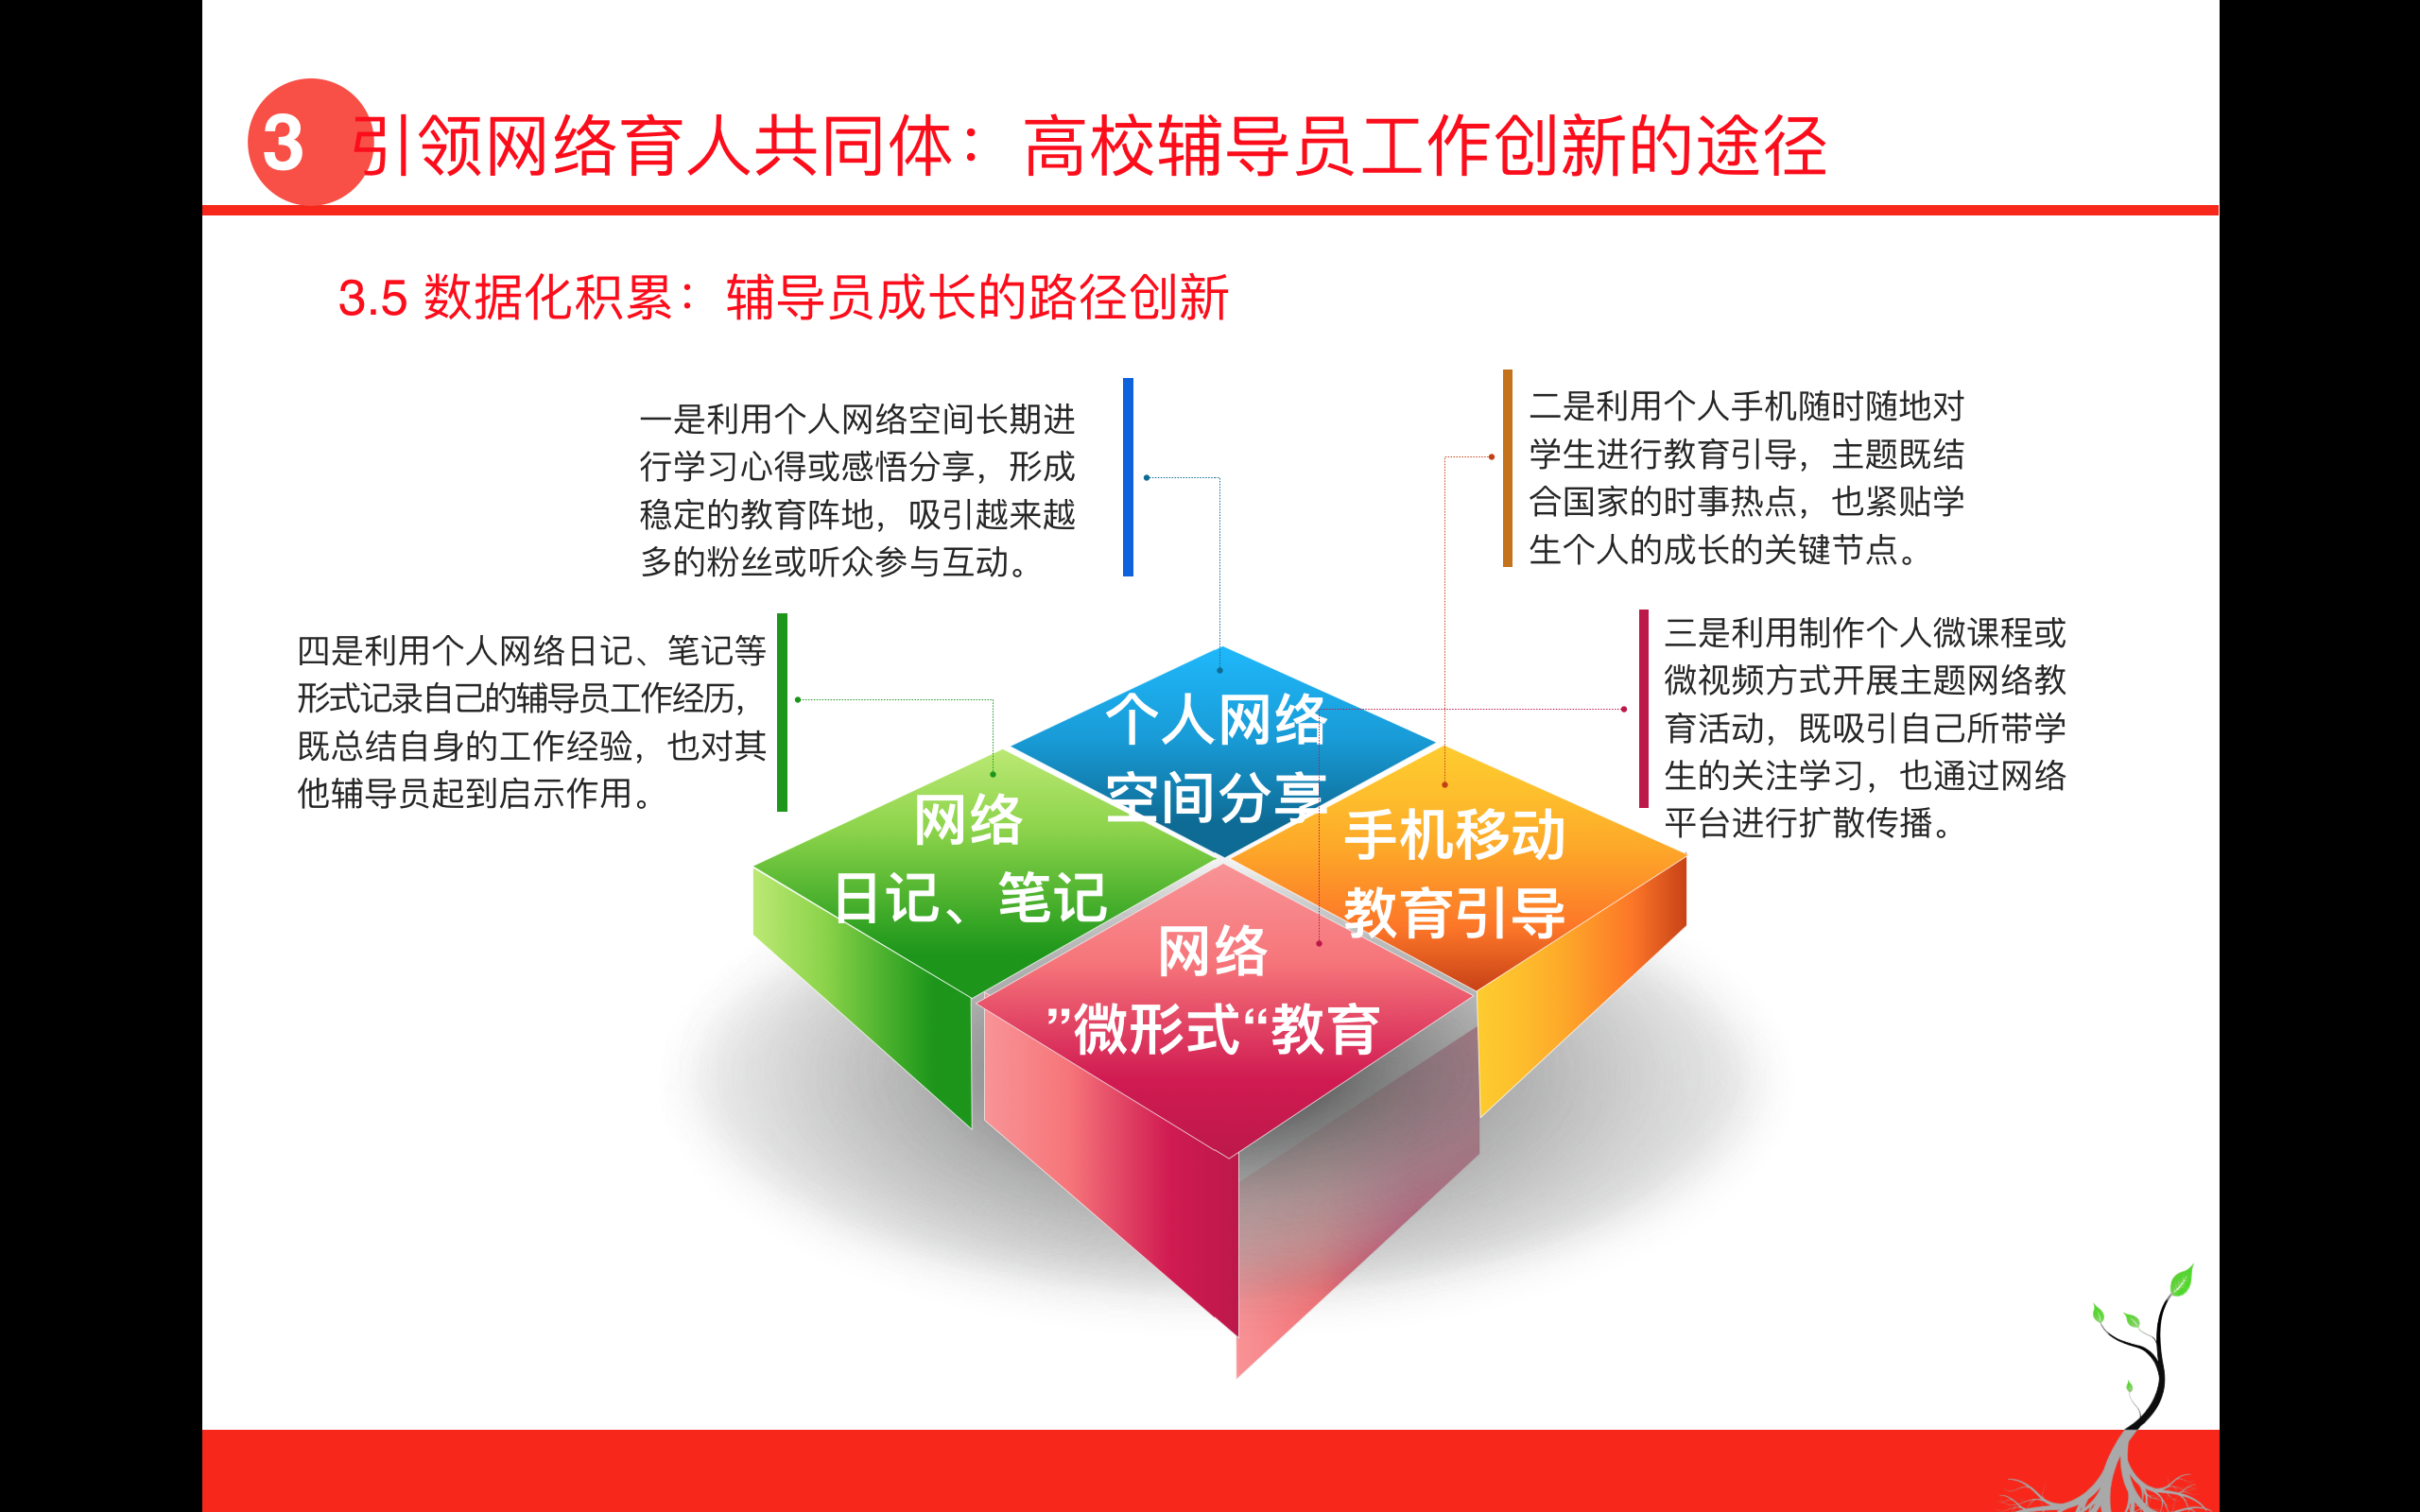 3 引领网络育人共同体：高校辅导员工作创新的途径
3.5 数据化积累：辅导员成长的路径创新
一是利用个人网络空间长期进
行学习心得或感悟分享，形成
稳定的教育阵地，吸引越来越
多的粉丝或听众参与互动。
二是利用个人手机随时随地对
学生进行教育引导，主题既结
合国家的时事热点，也紧贴学
生个人的成长的关键节点。
三是利用制作个人微课程或
微视频方式开展主题网络教
育活动，既吸引自己所带学
生的关注学习，也通过网络
平台进行扩散传播。
四是利用个人网络日记、笔记等
形式记录自己的辅导员工作经历，
既总结自身的工作经验，也对其
他辅导员起到启示作用。
个人网络
空间分享
网络
日记、笔记
手机移动
教育引导
网络
”微形式“教育